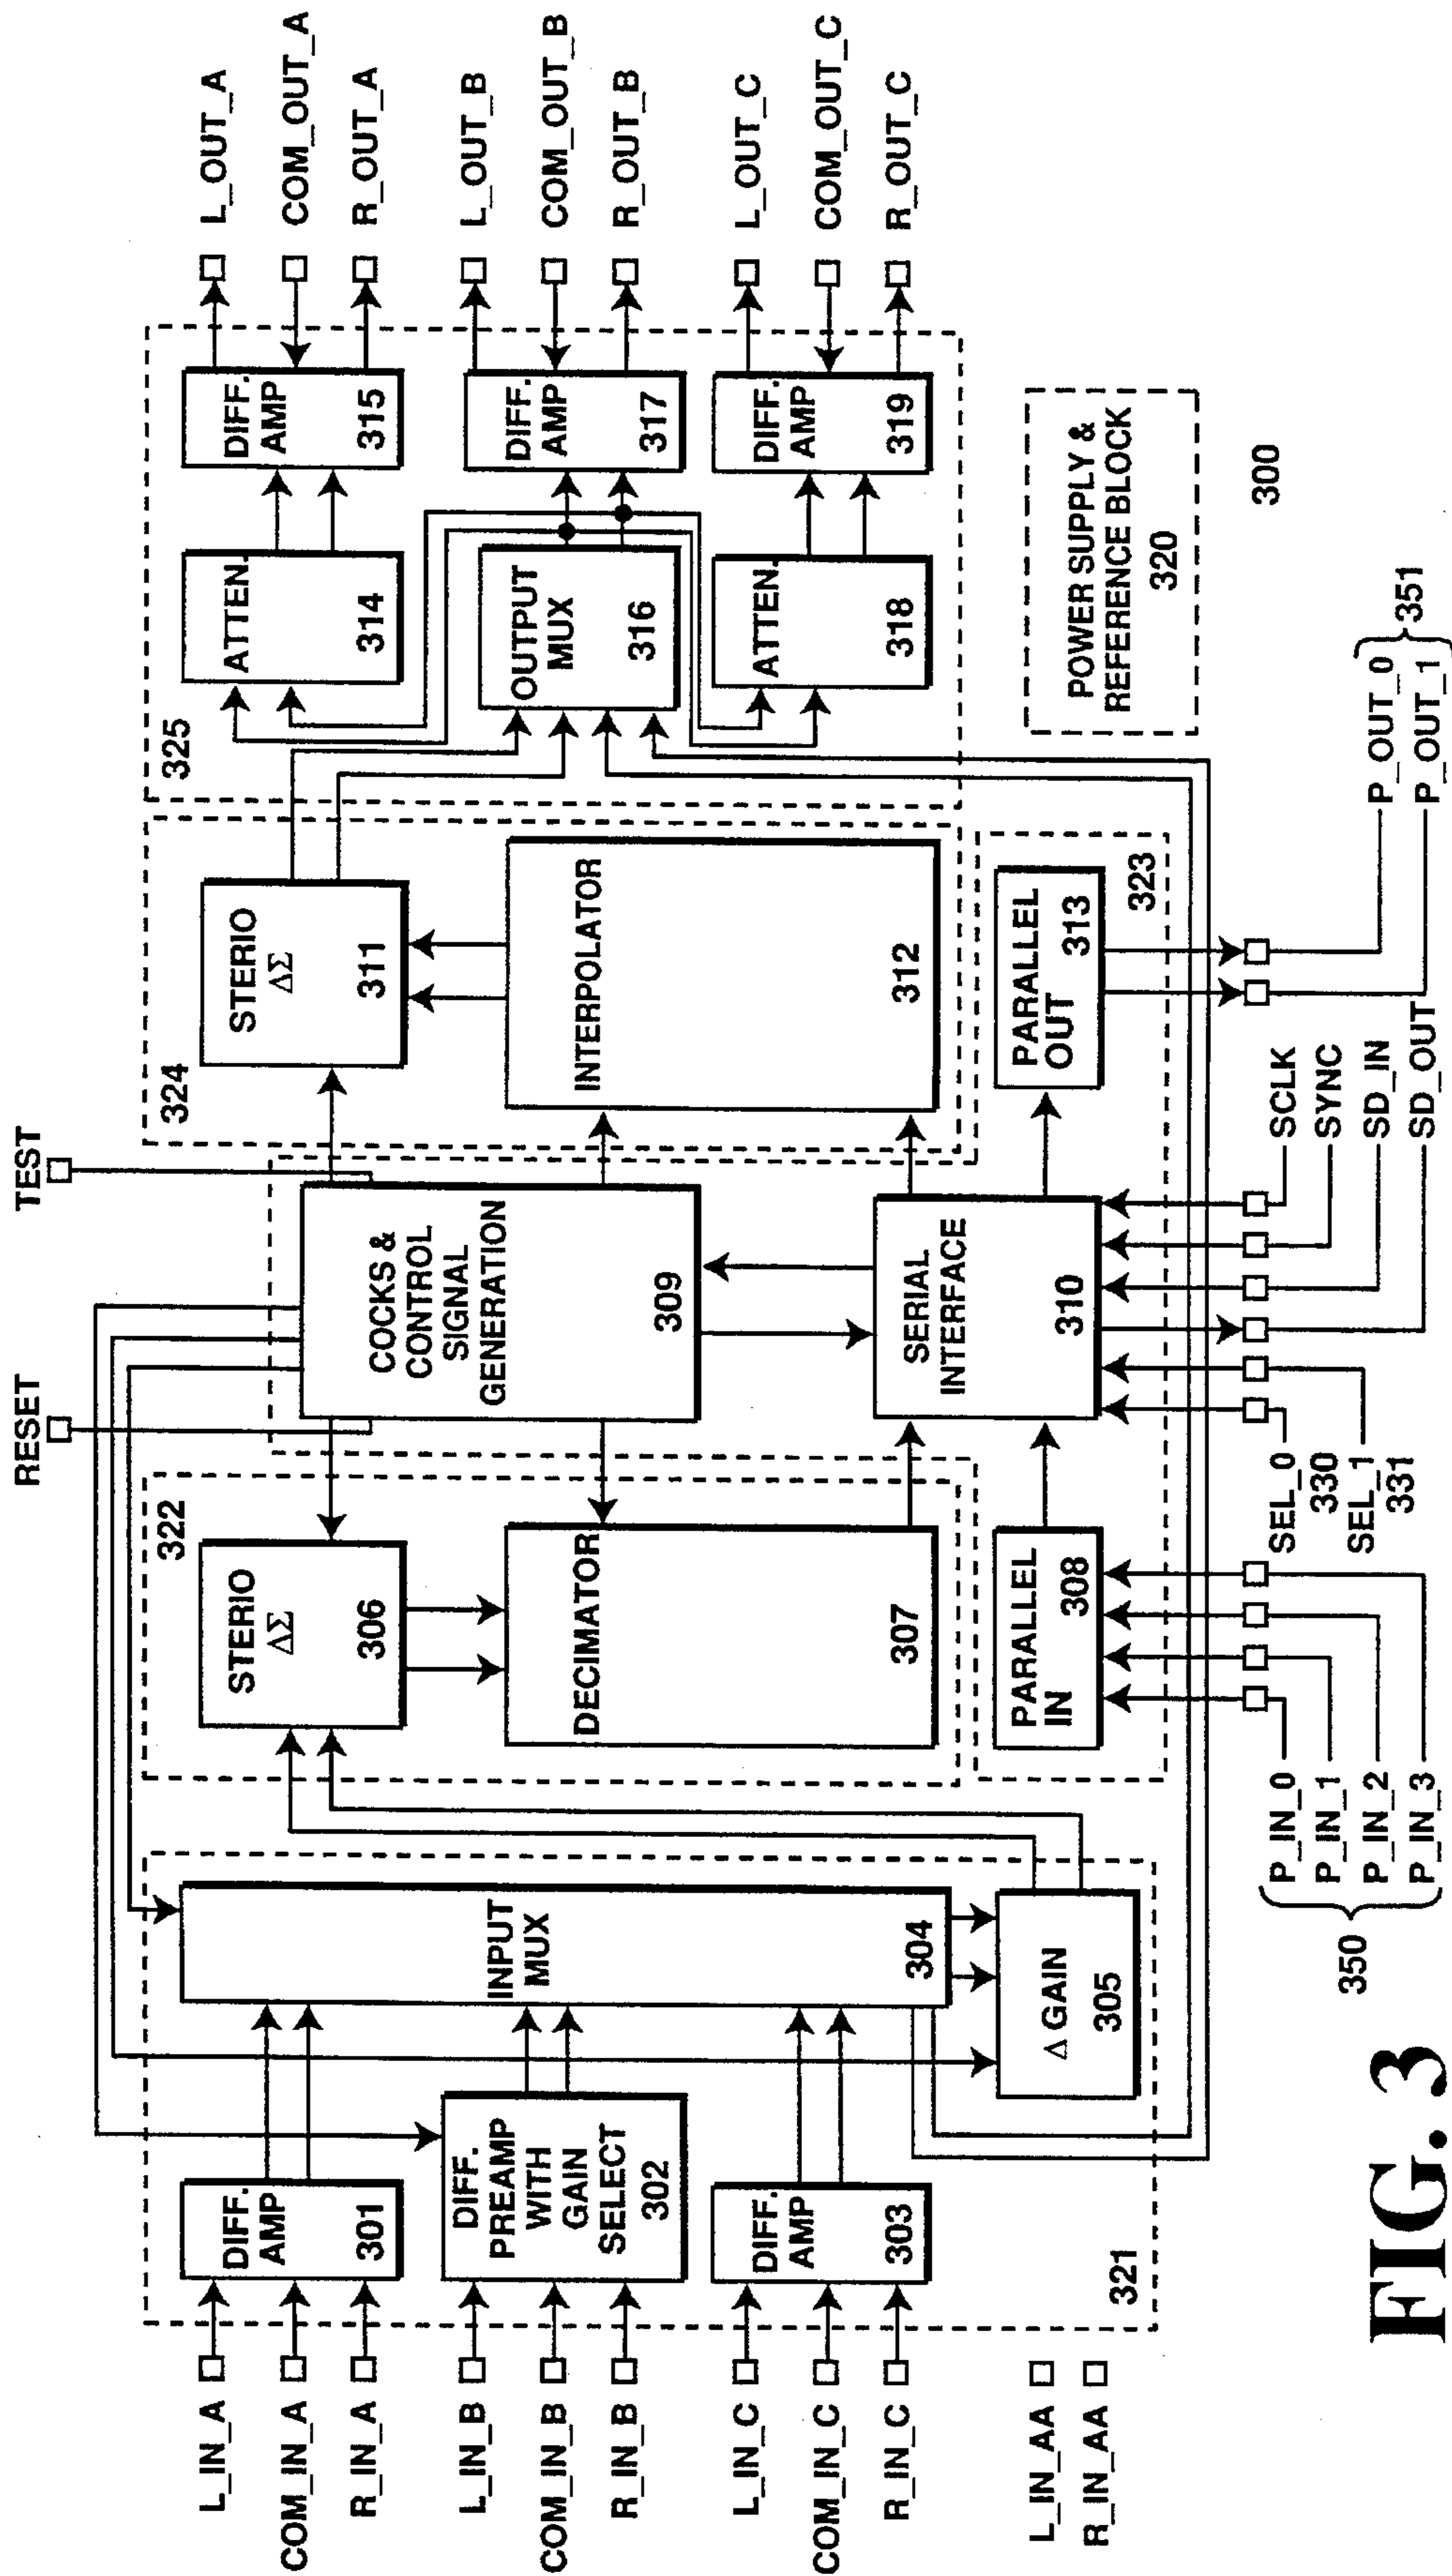 RESET
TEST
L_IN_A
COM_IN_A
R_IN_A
L_IN_B
COM_IN_B
R_IN_B
L_IN_C
COM_IN_C
R_IN_C
L_IN_AA
R_IN_AA
DIFF.
AMP
301
DIFF.
PREAMP
WITH
GAIN
SELECT
302
DIFF.
AMP
303
321
INPUT
MUX
304
Δ GAIN
305
322
STERIO
ΔΣ
306
DECIMATOR
307
PARALLEL
IN
308
COCKS &
CONTROL
SIGNAL
GENERATION
309
SERIAL
INTERFACE
310
324
STERIO
ΔΣ
311
INTERPOLATOR
312
PARALLEL
OUT
313
323
325
ATTEN.
314
DIFF.
AMP
315
OUTPUT
MUX
316
DIFF.
AMP
317
ATTEN.
318
DIFF.
AMP
319
L_OUT_A
COM_OUT_A
R_OUT_A
L_OUT_B
COM_OUT_B
R_OUT_B
L_OUT_C
COM_OUT_C
R_OUT_C
POWER SUPPLY &
REFERENCE BLOCK
320
300
P_IN_0
P_IN_1
P_IN_2
P_IN_3
350
SEL_0
330
SEL_1
331
SCLK
SYNC
SD_IN
SD_OUT
P_OUT_0
P_OUT_1
351
FIG. 3